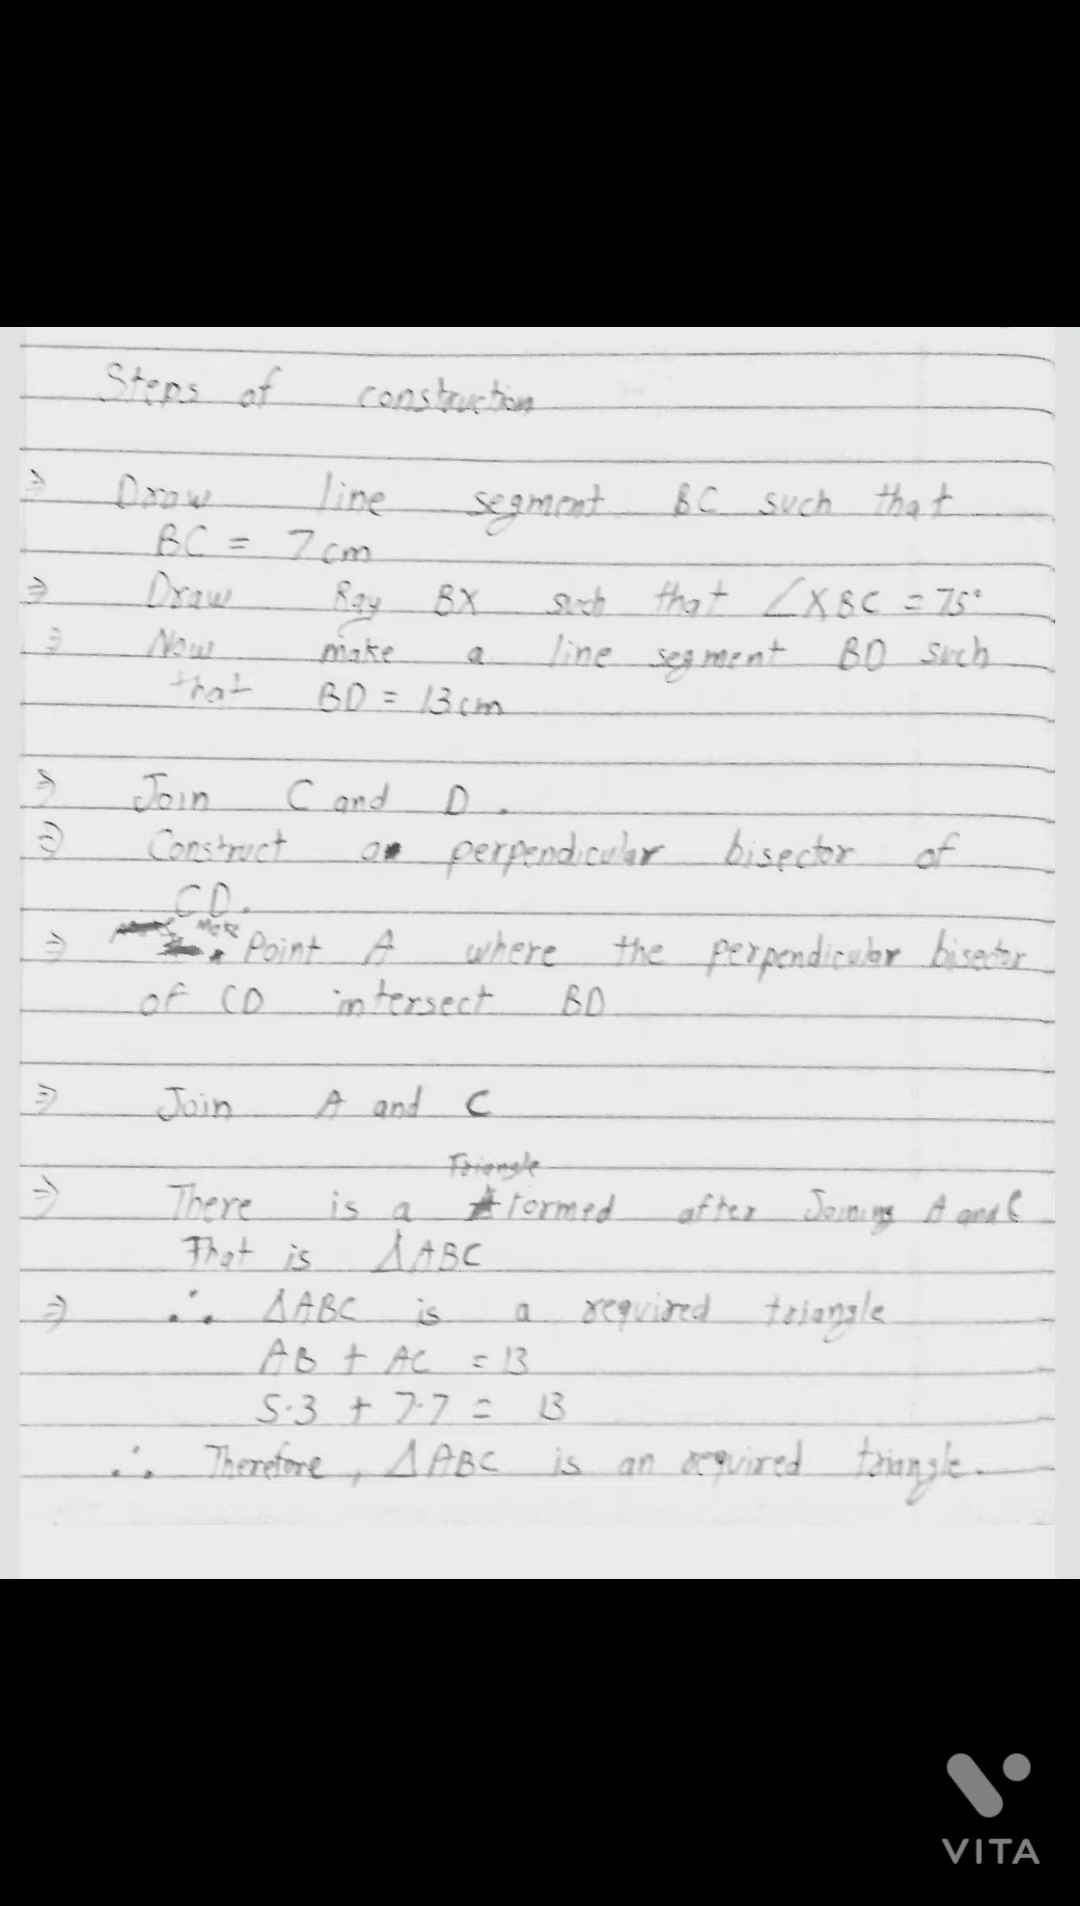 Steps of construction
⇒ Draw line segment BC such that
BC = 7cm
⇒ Draw Ray BX such that ∠XBC = 75°
⇒ Now make a line segment BD such
that BD = 13cm
⇒ Join C and D.
⇒ Construct a perpendicular bisector of
CD.
⇒ Make Point A where the perpendicular bisector
of CD intersect BD
⇒ Join A and C
⇒ There is a Triangle formed after Joining A and C
That is ΔABC
⇒ ∴ ΔABC is a required triangle
AB + AC = 13
5.3 + 7.7 = 13
∴ Therefore, ΔABC is an required triangle.
VITA